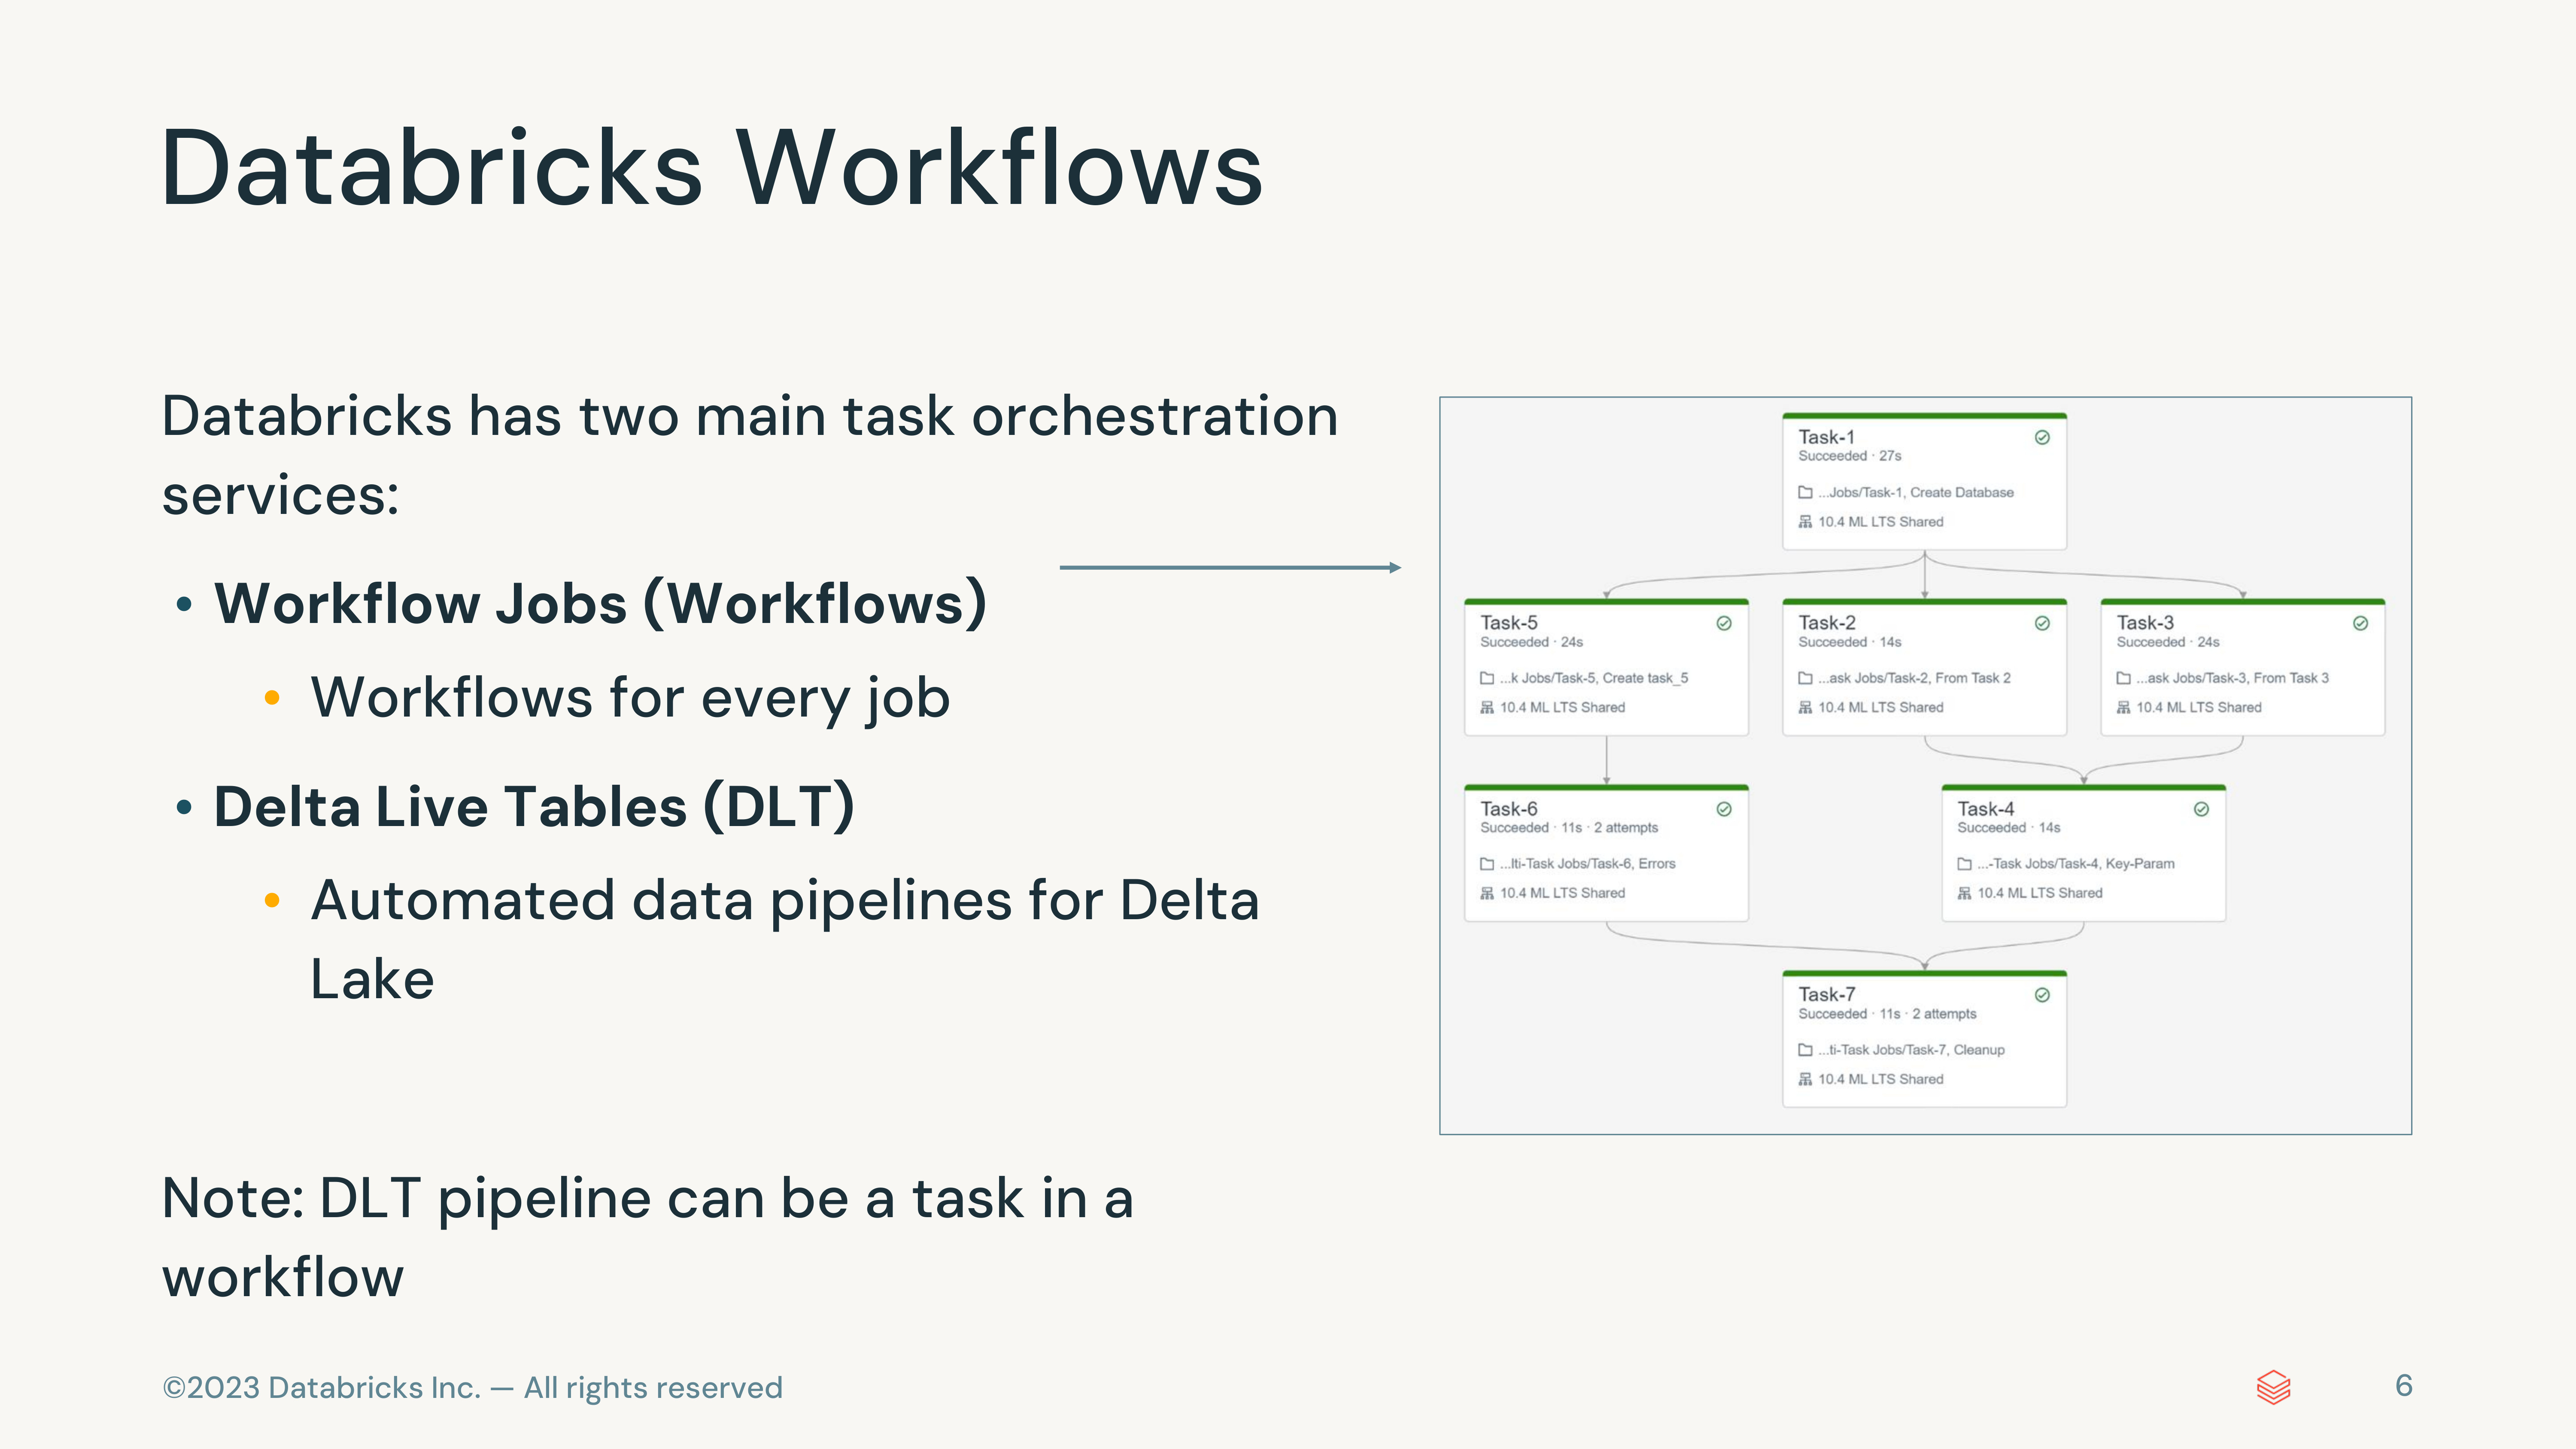 Databricks Workflows
Databricks has two main task orchestration
services:
• Workflow Jobs (Workflows)
• Workflows for every job
• Delta Live Tables (DLT)
• Automated data pipelines for Delta
Lake
Note: DLT pipeline can be a task in a
workflow
Task-1
Succeeded · 27s
...Jobs/Task-1, Create Database
10.4 ML LTS Shared
Task-5
Succeeded · 24s
...k Jobs/Task-5, Create task_5
10.4 ML LTS Shared
Task-2
Succeeded · 14s
...ask Jobs/Task-2, From Task 2
10.4 ML LTS Shared
Task-3
Succeeded · 24s
...ask Jobs/Task-3, From Task 3
10.4 ML LTS Shared
Task-6
Succeeded · 11s · 2 attempts
...lti-Task Jobs/Task-6, Errors
10.4 ML LTS Shared
Task-4
Succeeded · 14s
...-Task Jobs/Task-4, Key-Param
10.4 ML LTS Shared
Task-7
Succeeded · 11s · 2 attempts
...ti-Task Jobs/Task-7, Cleanup
10.4 ML LTS Shared
©2023 Databricks Inc. — All rights reserved
6